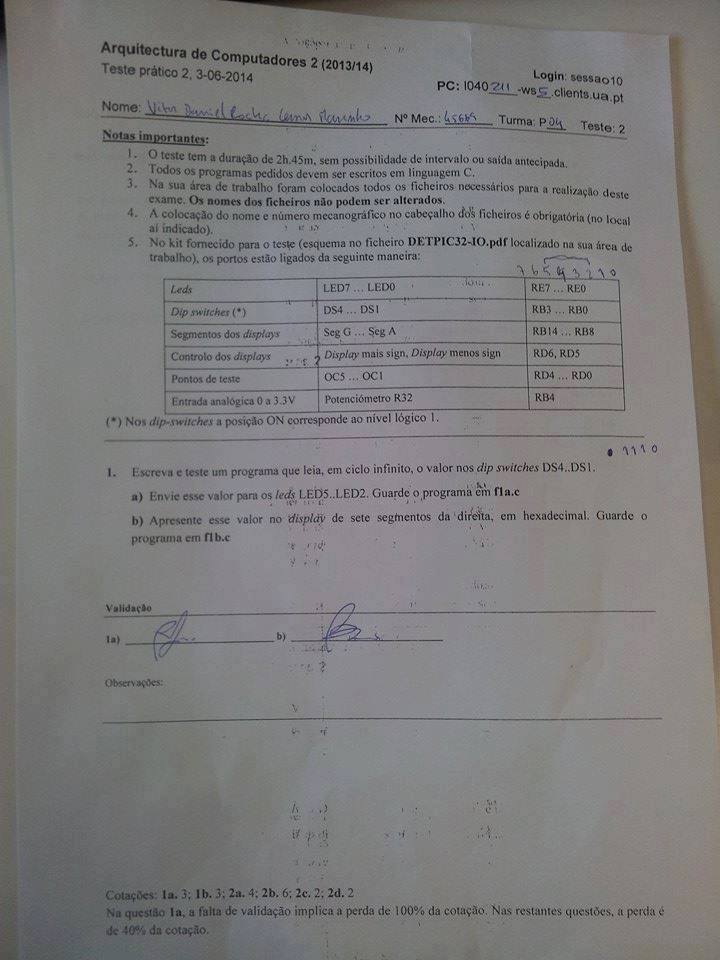 Arquitectura de Computadores 2 (2013/14)
Teste prático 2, 3-06-2014
Login: sessao10
PC: l040 211 -ws5.clients.ua.pt
Nome: Vitor Daniel Rocha Nº Mec.: Turma: P04 Teste: 2
Notas importantes:
1. O teste tem a duração de 2h.45m, sem possibilidade de intervalo ou saída antecipada.
2. Todos os programas pedidos devem ser escritos em linguagem C.
3. Na sua área de trabalho foram colocados todos os ficheiros necessários para a realização deste
exame. Os nomes dos ficheiros não podem ser alterados.
4. A colocação do nome e número mecanográfico no cabeçalho dos ficheiros é obrigatória (no local
aí indicado).
5. No kit fornecido para o teste (esquema no ficheiro DETPIC32-IO.pdf localizado na sua área de
trabalho), os portos estão ligados da seguinte maneira:
7 6 5 4 3 2 1 0
Leds LED7 ... LED0 RE7 ... RE0
Dip switches (*) DS4 ... DS1 RB3 ... RB0
Segmentos dos displays Seg G ... Seg A RB14 ... RB8
Controlo dos displays Display mais sign, Display menos sign RD6, RD5
Pontos de teste OC5 ... OC1 RD4 ... RD0
Entrada analógica 0 a 3.3V Potenciómetro R32 RB4
(*) Nos dip-switches a posição ON corresponde ao nível lógico 1.
1110
1. Escreva e teste um programa que leia, em ciclo infinito, o valor nos dip switches DS4..DS1.
a) Envie esse valor para os leds LED5..LED2. Guarde o programa em f1a.c
b) Apresente esse valor no display de sete segmentos da direita, em hexadecimal. Guarde o
programa em f1b.c
Validação
1a) b)
Observações:
Cotações: 1a. 3; 1b. 3; 2a. 4; 2b. 6; 2c. 2; 2d. 2
Na questão 1a, a falta de validação implica a perda de 100% da cotação. Nas restantes questões, a perda é
de 40% da cotação.